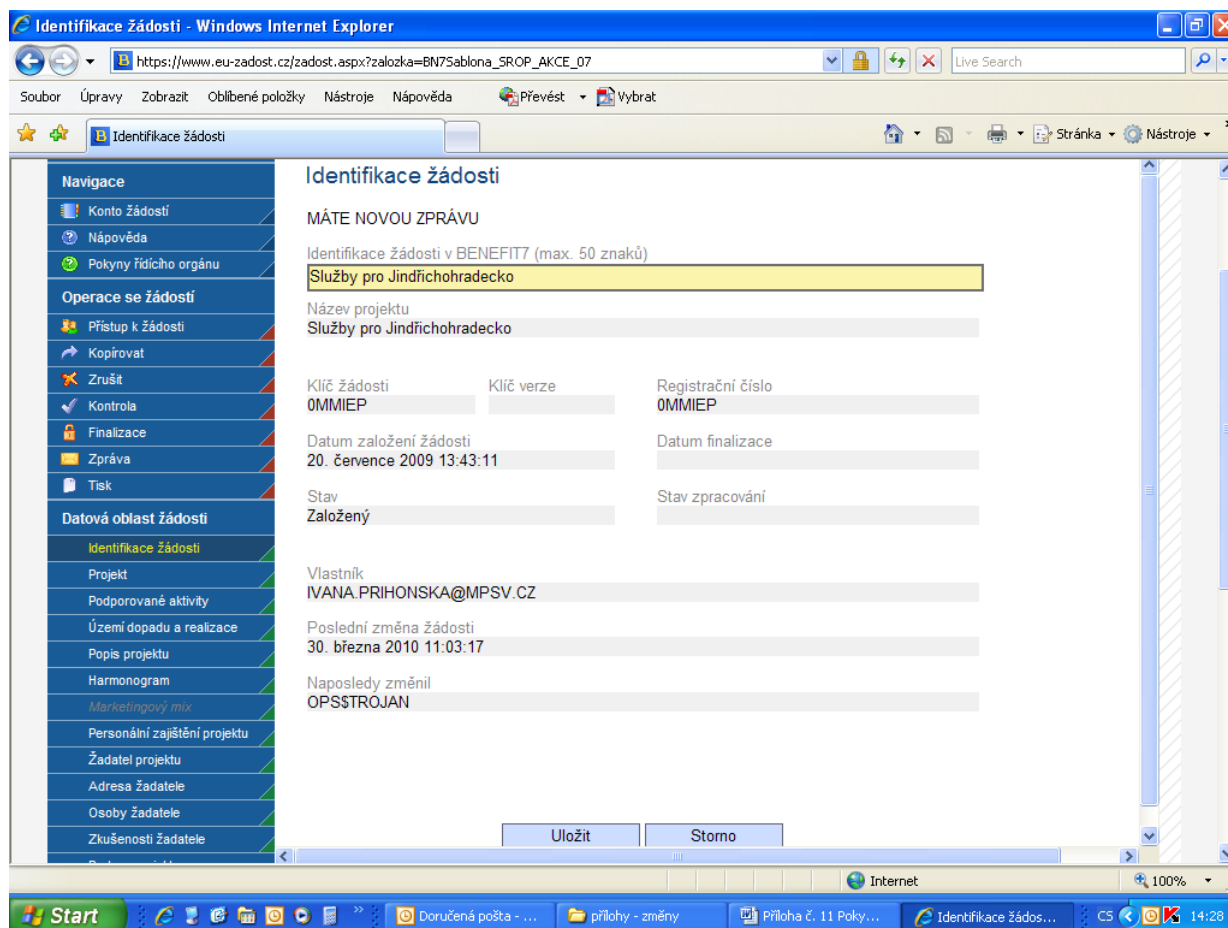 Identifikace žádosti - Windows Internet Explorer
https://www.eu-zadost.cz/zadost.aspx?zalozka=BN7Sablona_SROP_AKCE_07
Live Search
Soubor Úpravy Zobrazit Oblíbené položky Nástroje Nápověda Převést Vybrat
Identifikace žádosti
Stránka Nástroje
Navigace
Konto žádostí
Nápověda
Pokyny řídícího orgánu
Operace se žádostí
Přístup k žádosti
Kopírovat
Zrušit
Kontrola
Finalizace
Zpráva
Tisk
Datová oblast žádosti
Identifikace žádosti
Projekt
Podporované aktivity
Území dopadu a realizace
Popis projektu
Harmonogram
Marketingový mix
Personální zajištění projektu
Žadatel projektu
Adresa žadatele
Osoby žadatele
Zkušenosti žadatele
Identifikace žádosti
MÁTE NOVOU ZPRÁVU
Identifikace žádosti v BENEFIT7 (max. 50 znaků)
Služby pro Jindřichohradecko
Název projektu
Služby pro Jindřichohradecko
Klíč žádosti Klíč verze Registrační číslo
0MMIEP 0MMIEP
Datum založení žádosti Datum finalizace
20. července 2009 13:43:11
Stav Stav zpracování
Založený
Vlastník
IVANA.PRIHONSKA@MPSV.CZ
Poslední změna žádosti
30. března 2010 11:03:17
Naposledy změnil
OPS$TROJAN
Uložit Storno
Internet 100%
Start Doručená pošta - ... přílohy - změny Příloha č. 11 Poky... Identifikace žádos... CS 14:28